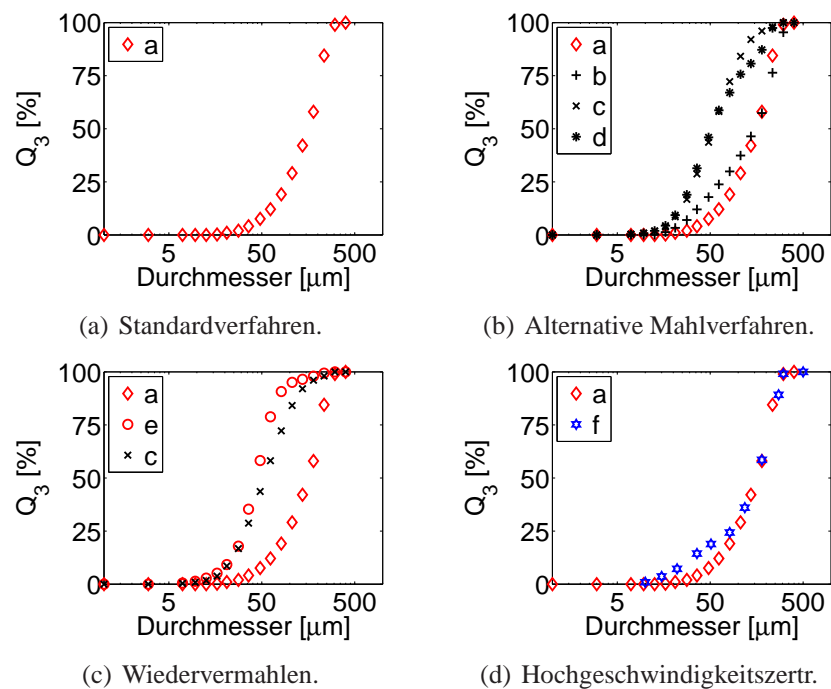 100
75
50
25
0
Q3 [%]
a
5 50 500
Durchmesser [μm]
(a) Standardverfahren.
100
75
50
25
0
Q3 [%]
a
b
c
d
5 50 500
Durchmesser [μm]
(b) Alternative Mahlverfahren.
100
75
50
25
0
Q3 [%]
a
e
c
5 50 500
Durchmesser [μm]
(c) Wiedervermahlen.
100
75
50
25
0
Q3 [%]
a
f
5 50 500
Durchmesser [μm]
(d) Hochgeschwindigkeitszertr.